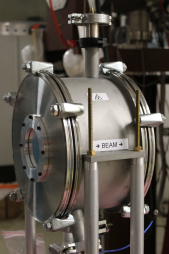 → BEAM →